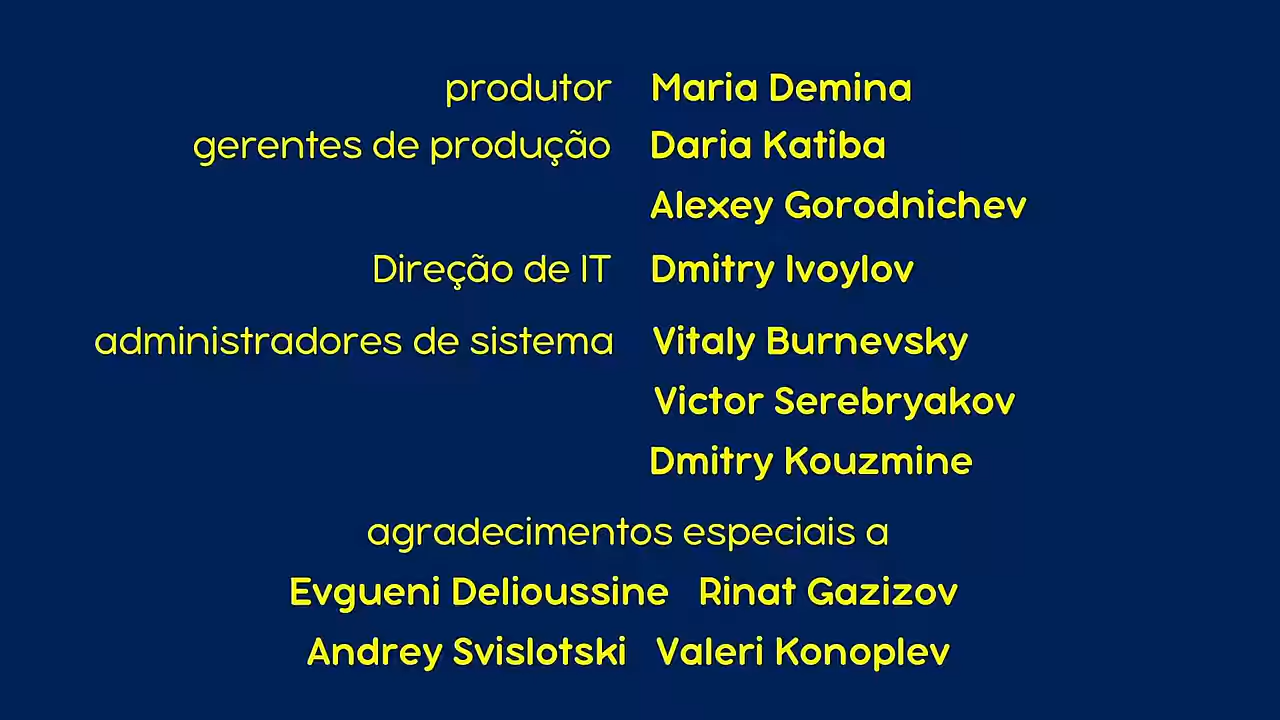 produtor Maria Demina
gerentes de produção Daria Katiba
Alexey Gorodnichev
Direção de IT Dmitry Ivoylov
administradores de sistema Vitaly Burnevsky
Victor Serebryakov
Dmitry Kouzmine
agradecimentos especiais a
Evgueni Delioussine Rinat Gazizov
Andrey Svislotski Valeri Konoplev